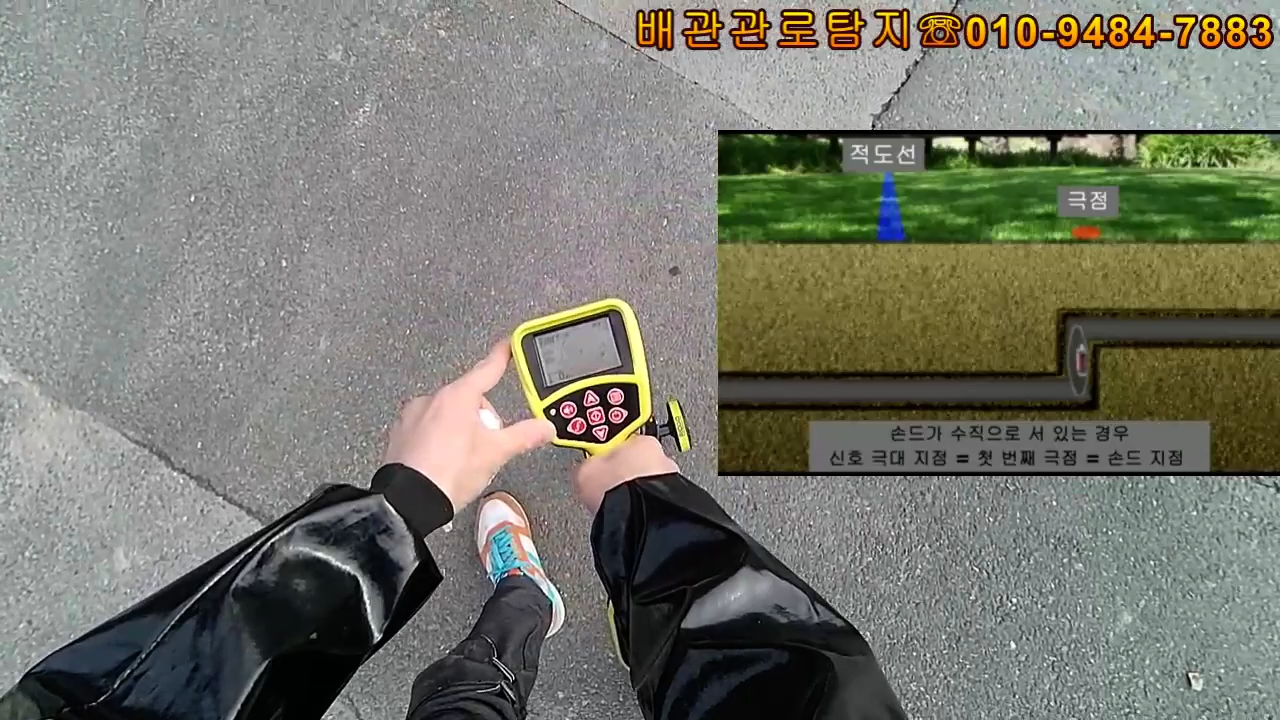 배관관로탐지☏010-9484-7883
적도선
극점
손드가 수직으로 서 있는 경우
신호 극대 지점 = 첫 번째 극점 = 손드 지점